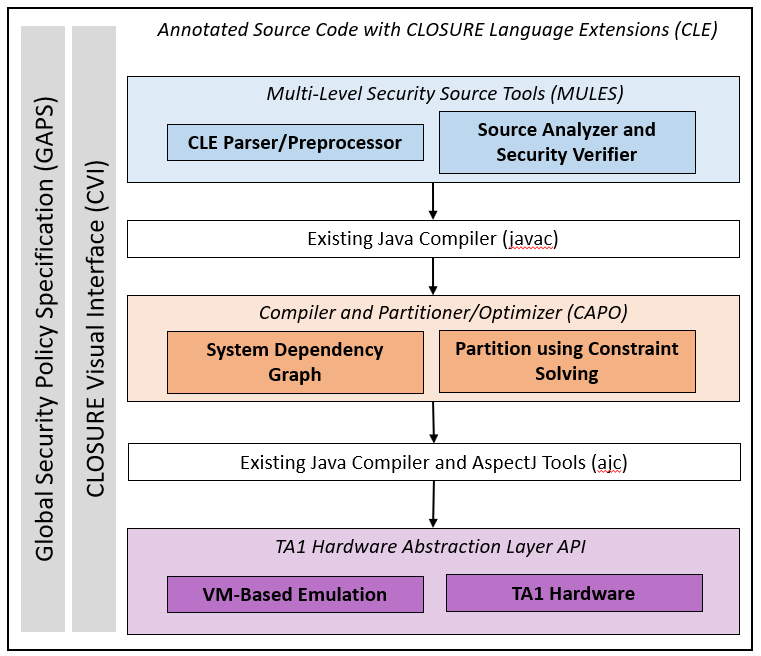 Annotated Source Code with CLOSURE Language Extensions (CLE)
Global Security Policy Specification (GAPS)
CLOSURE Visual Interface (CVI)
Multi-Level Security Source Tools (MULES)
CLE Parser/Preprocessor
Source Analyzer and
Security Verifier
Existing Java Compiler (javac)
Compiler and Partitioner/Optimizer (CAPO)
System Dependency
Graph
Partition using Constraint
Solving
Existing Java Compiler and AspectJ Tools (ajc)
TA1 Hardware Abstraction Layer API
VM-Based Emulation
TA1 Hardware